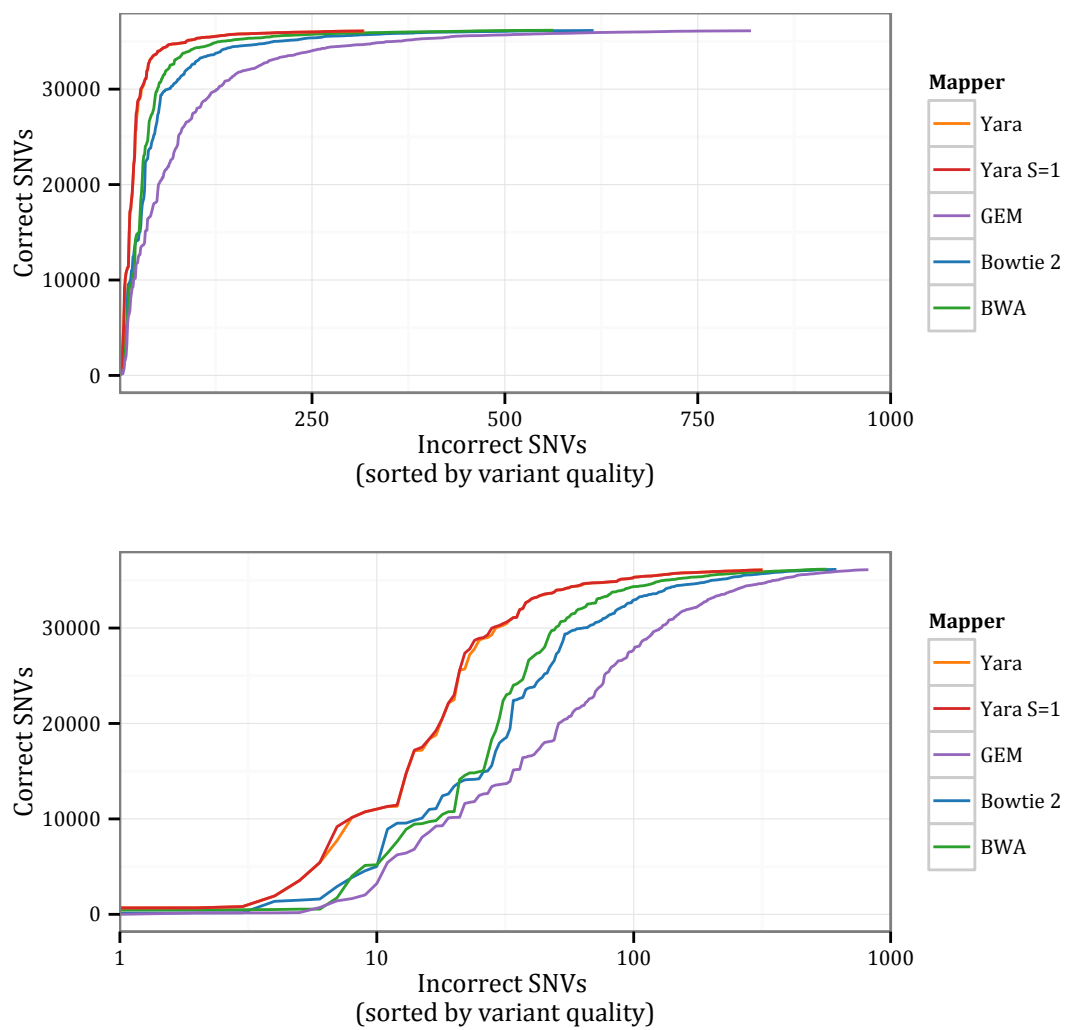 30000
20000
10000
0
Correct SNVs
250
500
750
1000
Incorrect SNVs
(sorted by variant quality)
Mapper
Yara
Yara S=1
GEM
Bowtie 2
BWA
30000
20000
10000
0
Correct SNVs
1
10
100
1000
Incorrect SNVs
(sorted by variant quality)
Mapper
Yara
Yara S=1
GEM
Bowtie 2
BWA